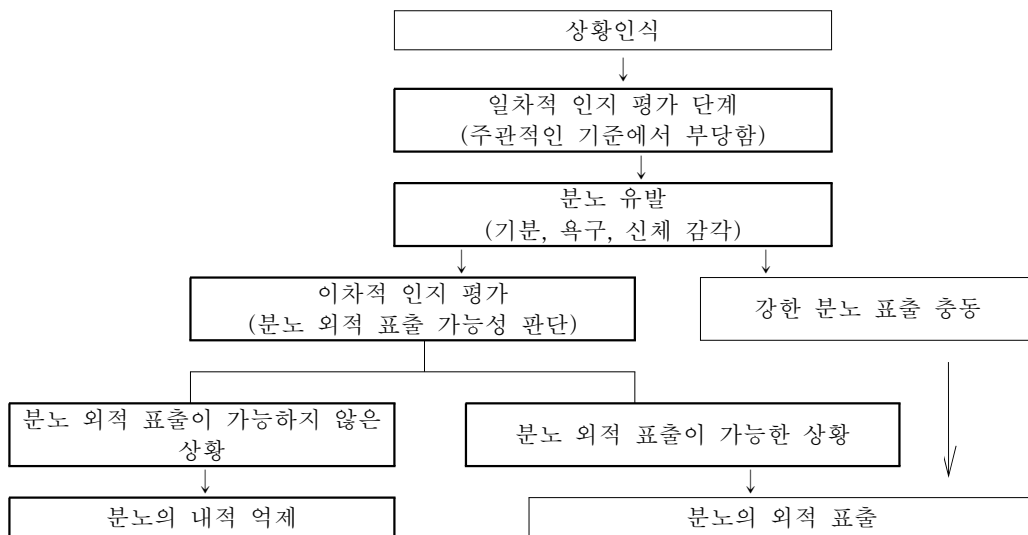 상황인식
일차적 인지 평가 단계
(주관적인 기준에서 부당함)
분노 유발
(기분, 욕구, 신체 감각)
이차적 인지 평가
(분노 외적 표출 가능성 판단)
강한 분노 표출 충동
분노 외적 표출이 가능하지 않은
상황
분노 외적 표출이 가능한 상황
분노의 내적 억제
분노의 외적 표출